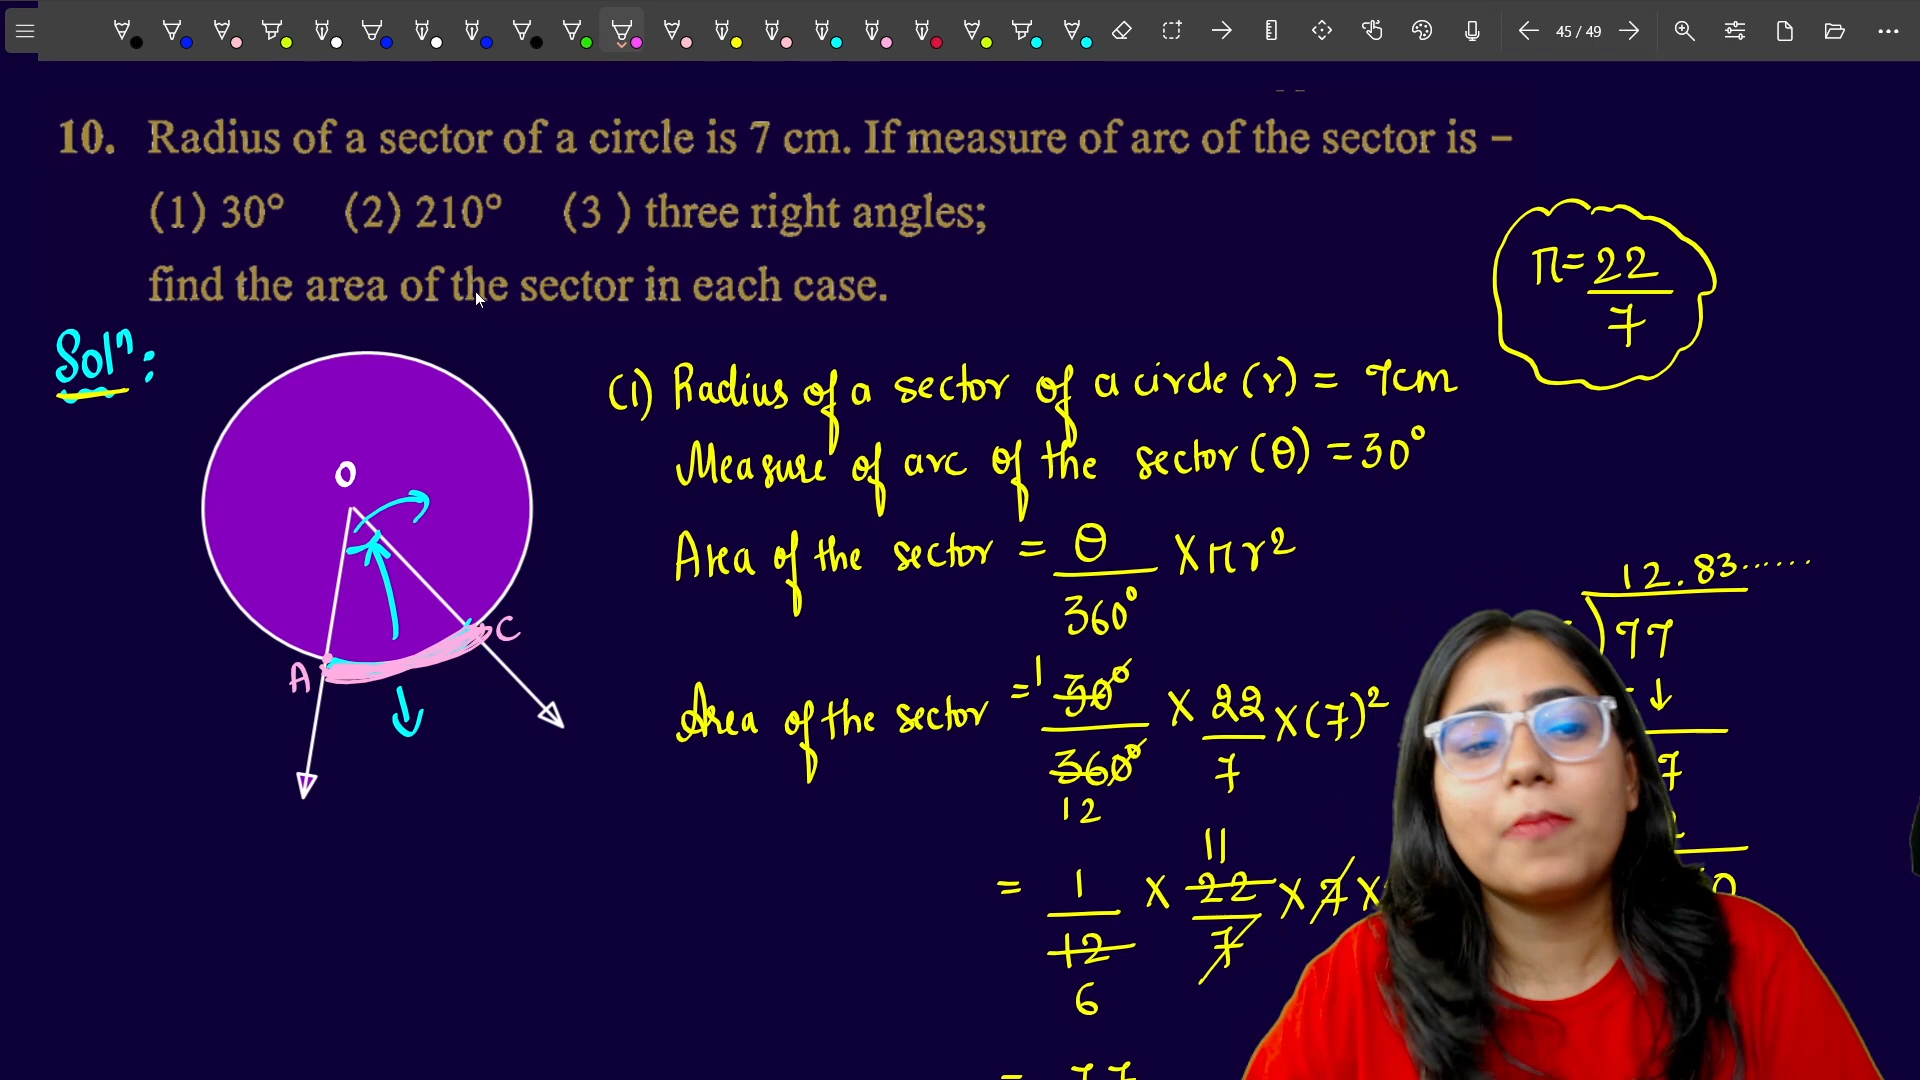 45 / 49
10. Radius of a sector of a circle is 7 cm. If measure of arc of the sector is –
(1) 30° (2) 210° (3 ) three right angles;
find the area of the sector in each case.
π = 22/7
Solⁿ:
O
A
C
(1) Radius of a sector of a circle (r) = 7cm
Measure of arc of the sector (θ) = 30°
Area of the sector = θ/360° × πr²
Area of the sector = 30°/360° × 22/7 × (7)²
1
12
= 1/12 × 22/7 × 7 ×
11
6
= 77
12.83......
77
7
0